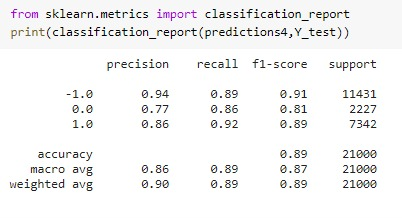 from sklearn.metrics import classification_report
print(classification_report(predictions4,Y_test))
precision recall f1-score support
-1.0 0.94 0.89 0.91 11431
0.0 0.77 0.86 0.81 2227
1.0 0.86 0.92 0.89 7342
accuracy 0.89 21000
macro avg 0.86 0.89 0.87 21000
weighted avg 0.90 0.89 0.89 21000